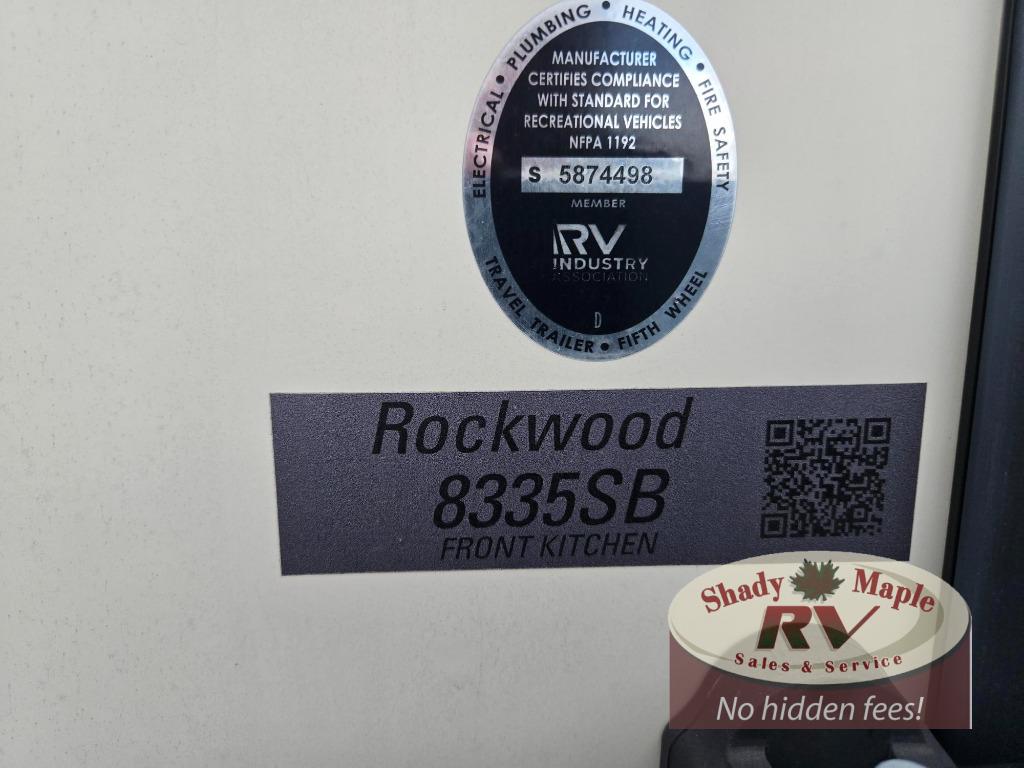 ELECTRICAL • PLUMBING • HEATING • FIRE SAFETY
MANUFACTURER
CERTIFIES COMPLIANCE
WITH STANDARD FOR
RECREATIONAL VEHICLES
NFPA 1192
S 5874498
MEMBER
RV
INDUSTRY
ASSOCIATION
D
TRAVEL TRAILER • FIFTH WHEEL
Rockwood
8335SB
FRONT KITCHEN
Shady Maple
RV
Sales & Service
No hidden fees!